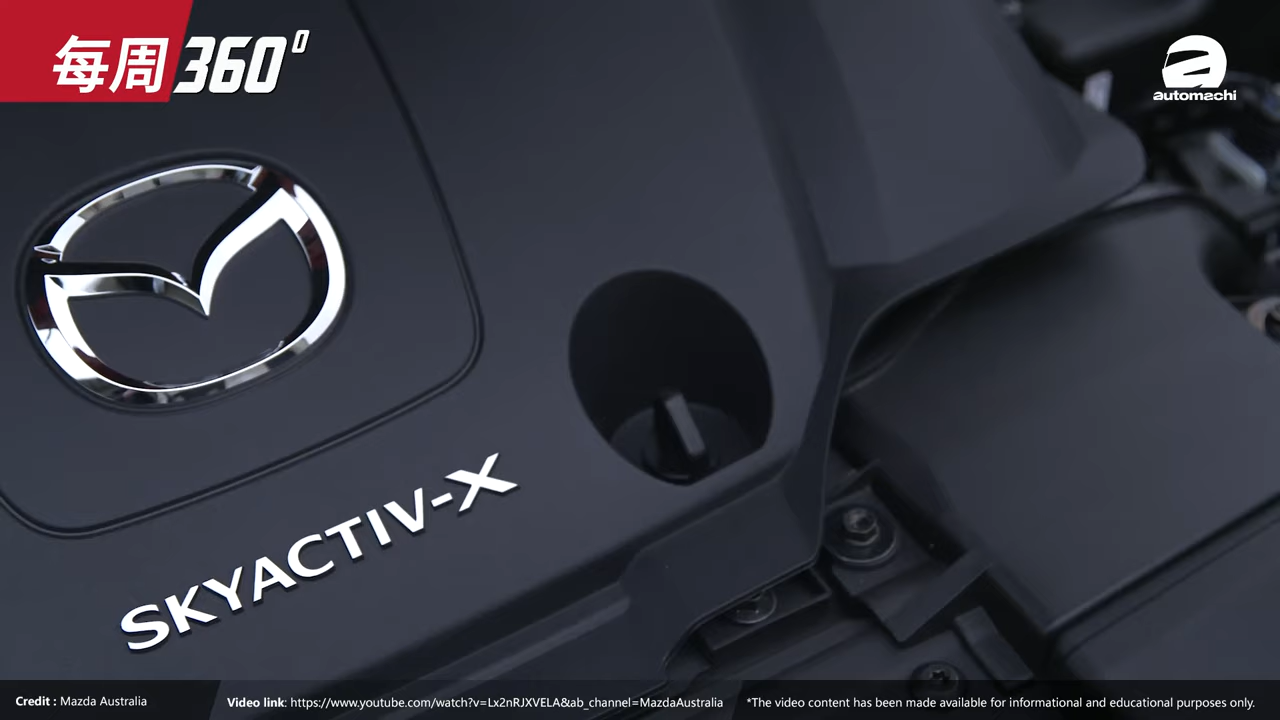 每周360°
automachi
SKYACTIV-X
Credit : Mazda Australia
Video link: https://www.youtube.com/watch?v=Lx2nRJXVELA&ab_channel=MazdaAustralia
*The video content has been made available for informational and educational purposes only.